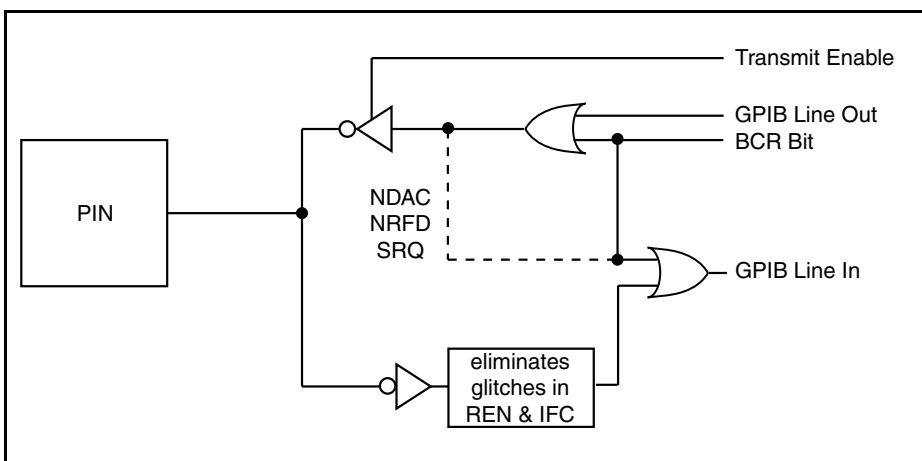 Transmit Enable
GPIB Line Out
BCR Bit
PIN
NDAC
NRFD
SRQ
GPIB Line In
eliminates
glitches in
REN & IFC